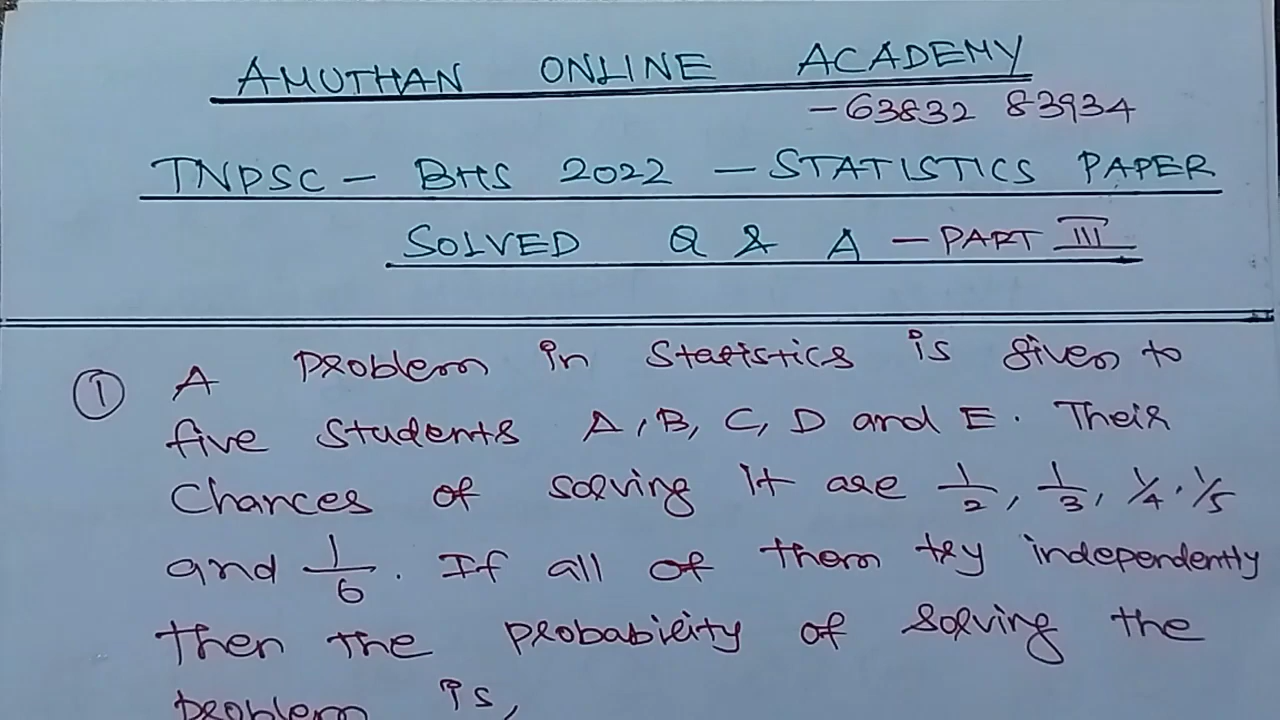 AMUTHAN ONLINE ACADEMY
-63832 83934
TNPSC - BHS 2022 - STATISTICS PAPER
SOLVED Q & A - PART III
① A problem in Statistics is given to
five Students A, B, C, D and E. Their
Chances of solving it are 1/2, 1/3, 1/4, 1/5
and 1/6. If all of them try independently
then the probability of solving the
problem is,